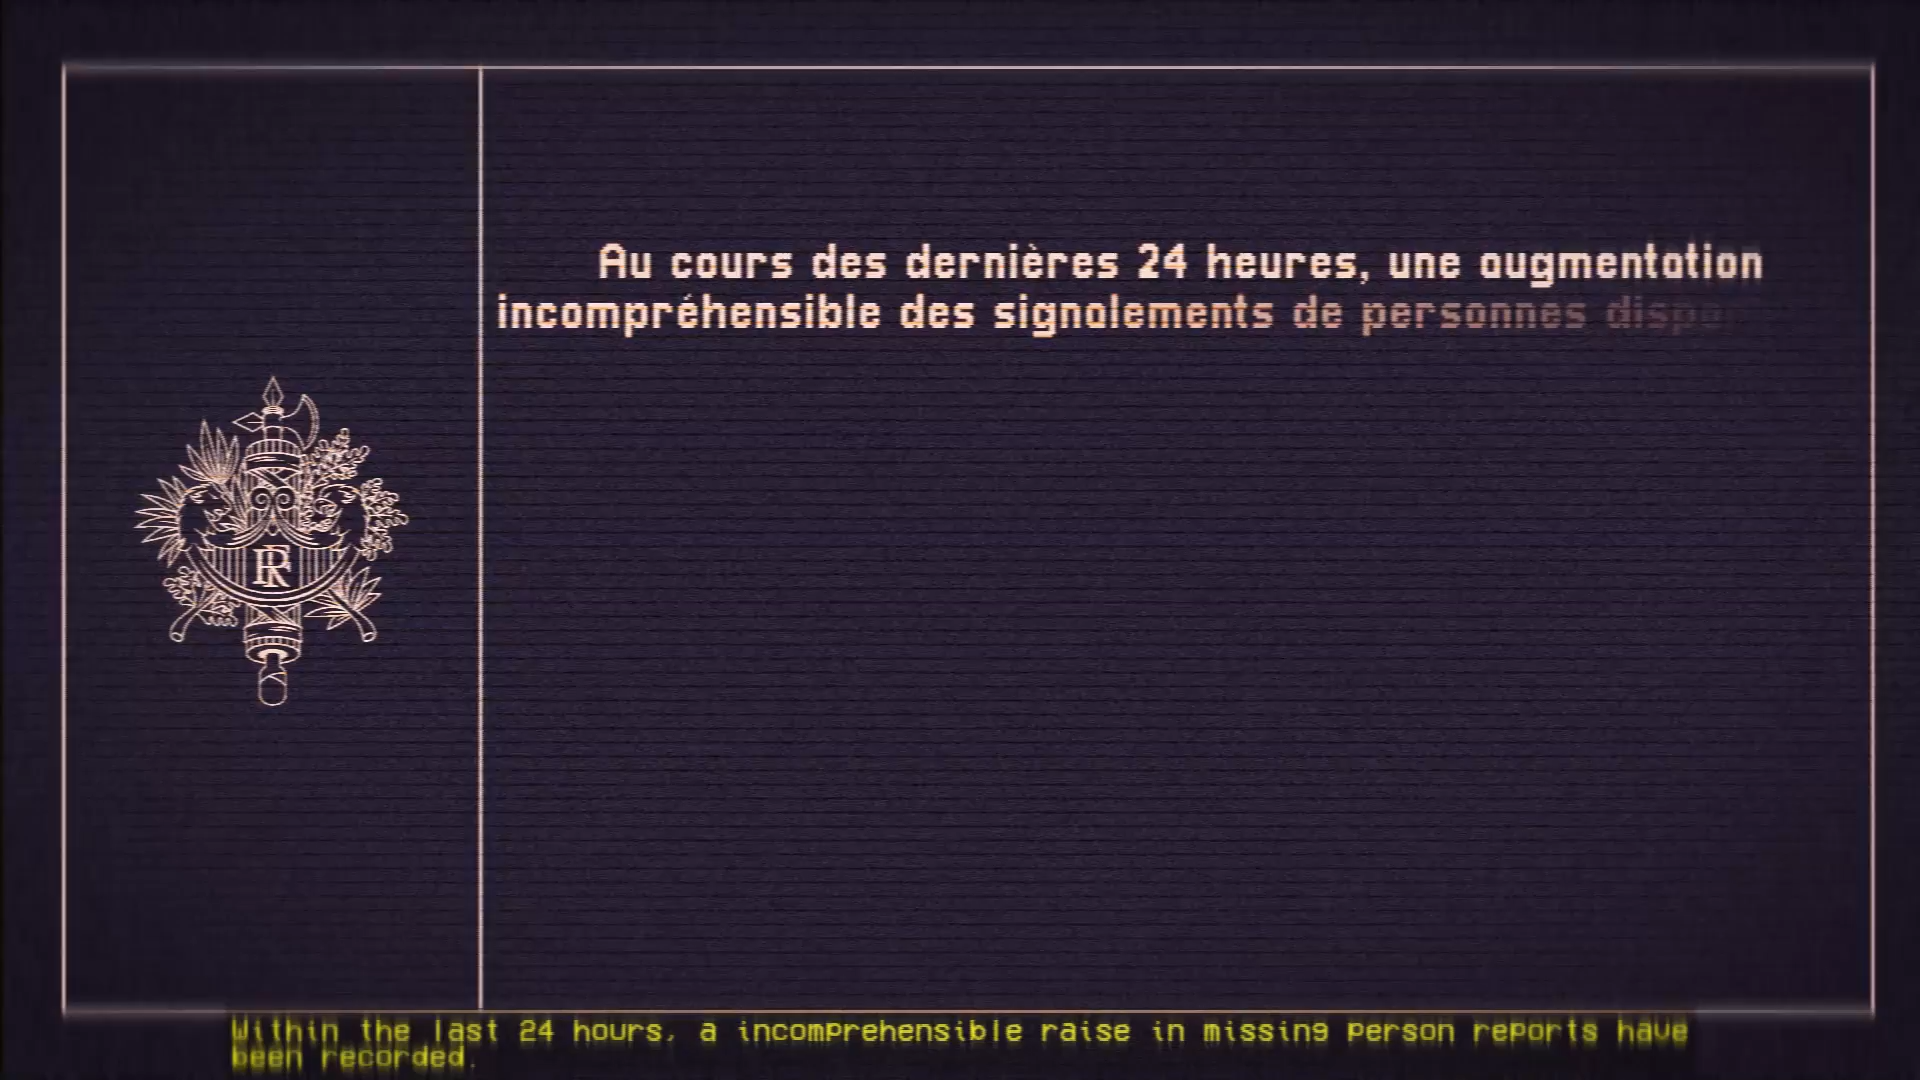 Au cours des dernières 24 heures, une augmentation
incompréhensible des signalements de personnes
RF
Within the last 24 hours, a incomprehensible raise in missing person reports have
been recorded.